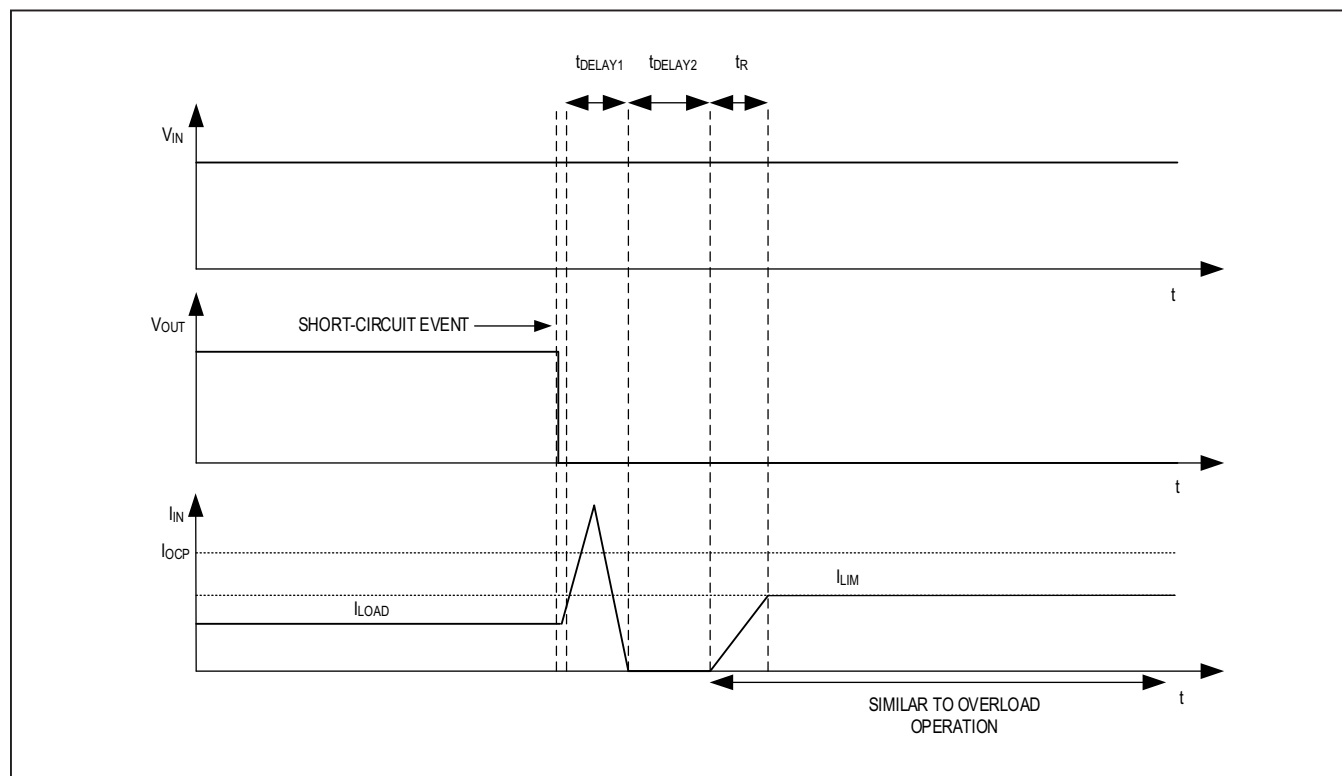 tDELAY1 tDELAY2 tR
VIN
t
VOUT
SHORT-CIRCUIT EVENT
t
IIN
IOCP
ILIM
ILOAD
t
SIMILAR TO OVERLOAD
OPERATION